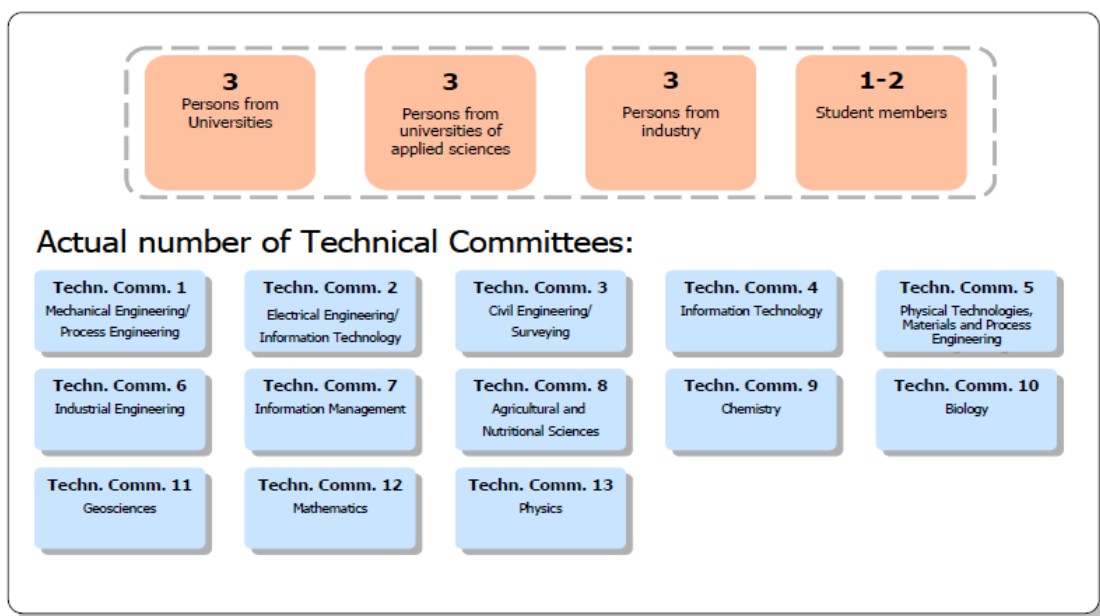 3
Persons from
Universities
3
Persons from
universities of
applied sciences
3
Persons from
industry
1-2
Student members
Actual number of Technical Committees:
Techn. Comm. 1
Mechanical Engineering/
Process Engineering
Techn. Comm. 2
Electrical Engineering/
Information Technology
Techn. Comm. 3
Civil Engineering/
Surveying
Techn. Comm. 4
Information Technology
Techn. Comm. 5
Physical Technologies,
Materials and Process
Engineering
Techn. Comm. 6
Industrial Engineering
Techn. Comm. 7
Information Management
Techn. Comm. 8
Agricultural and
Nutritional Sciences
Techn. Comm. 9
Chemistry
Techn. Comm. 10
Biology
Techn. Comm. 11
Geosciences
Techn. Comm. 12
Mathematics
Techn. Comm. 13
Physics